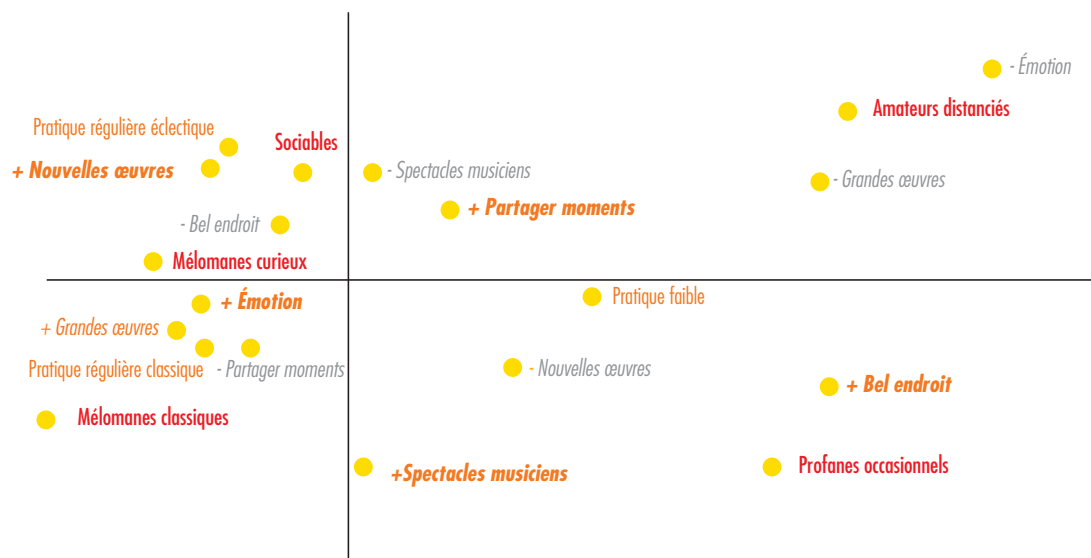 - Émotion
Amateurs distanciés
Pratique régulière éclectique
Sociables
+ Nouvelles œuvres
- Spectacles musiciens
- Grandes œuvres
+ Partager moments
- Bel endroit
Mélomanes curieux
+ Émotion
Pratique faible
+ Grandes œuvres
Pratique régulière classique
- Partager moments
- Nouvelles œuvres
+ Bel endroit
Mélomanes classiques
+Spectacles musiciens
Profanes occasionnels